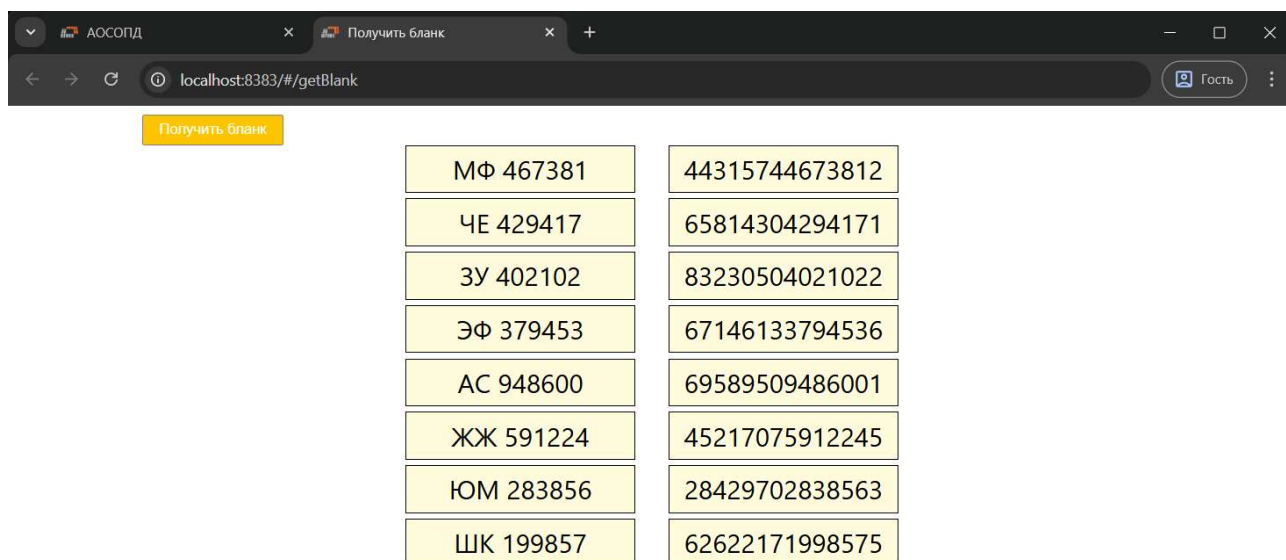 АОСОПД Получить бланк
localhost:8383/#/getBlank Гость
Получить бланк
МФ 467381 44315744673812
ЧЕ 429417 65814304294171
ЗУ 402102 83230504021022
ЭФ 379453 67146133794536
АС 948600 69589509486001
ЖЖ 591224 45217075912245
ЮМ 283856 28429702838563
ШК 199857 62622171998575